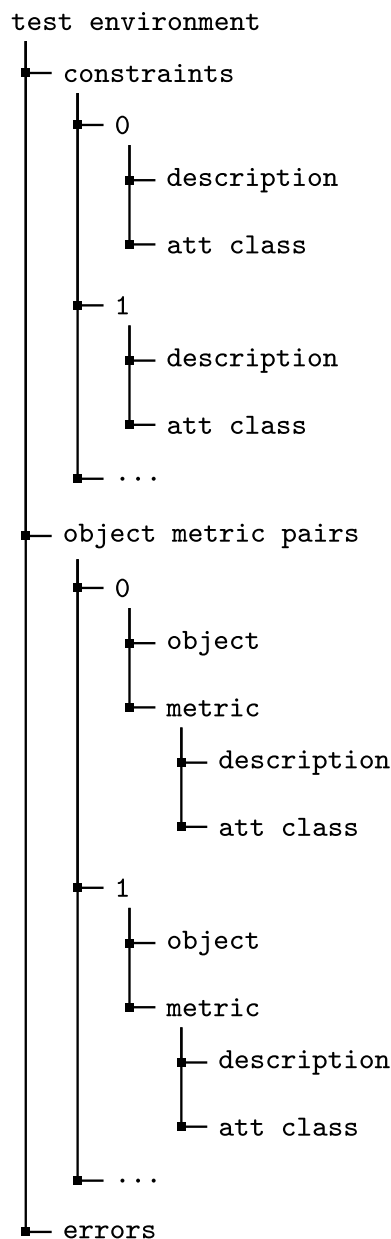 test environment
constraints
0
description
att class
1
description
att class
...
object metric pairs
0
object
metric
description
att class
1
object
metric
description
att class
...
errors